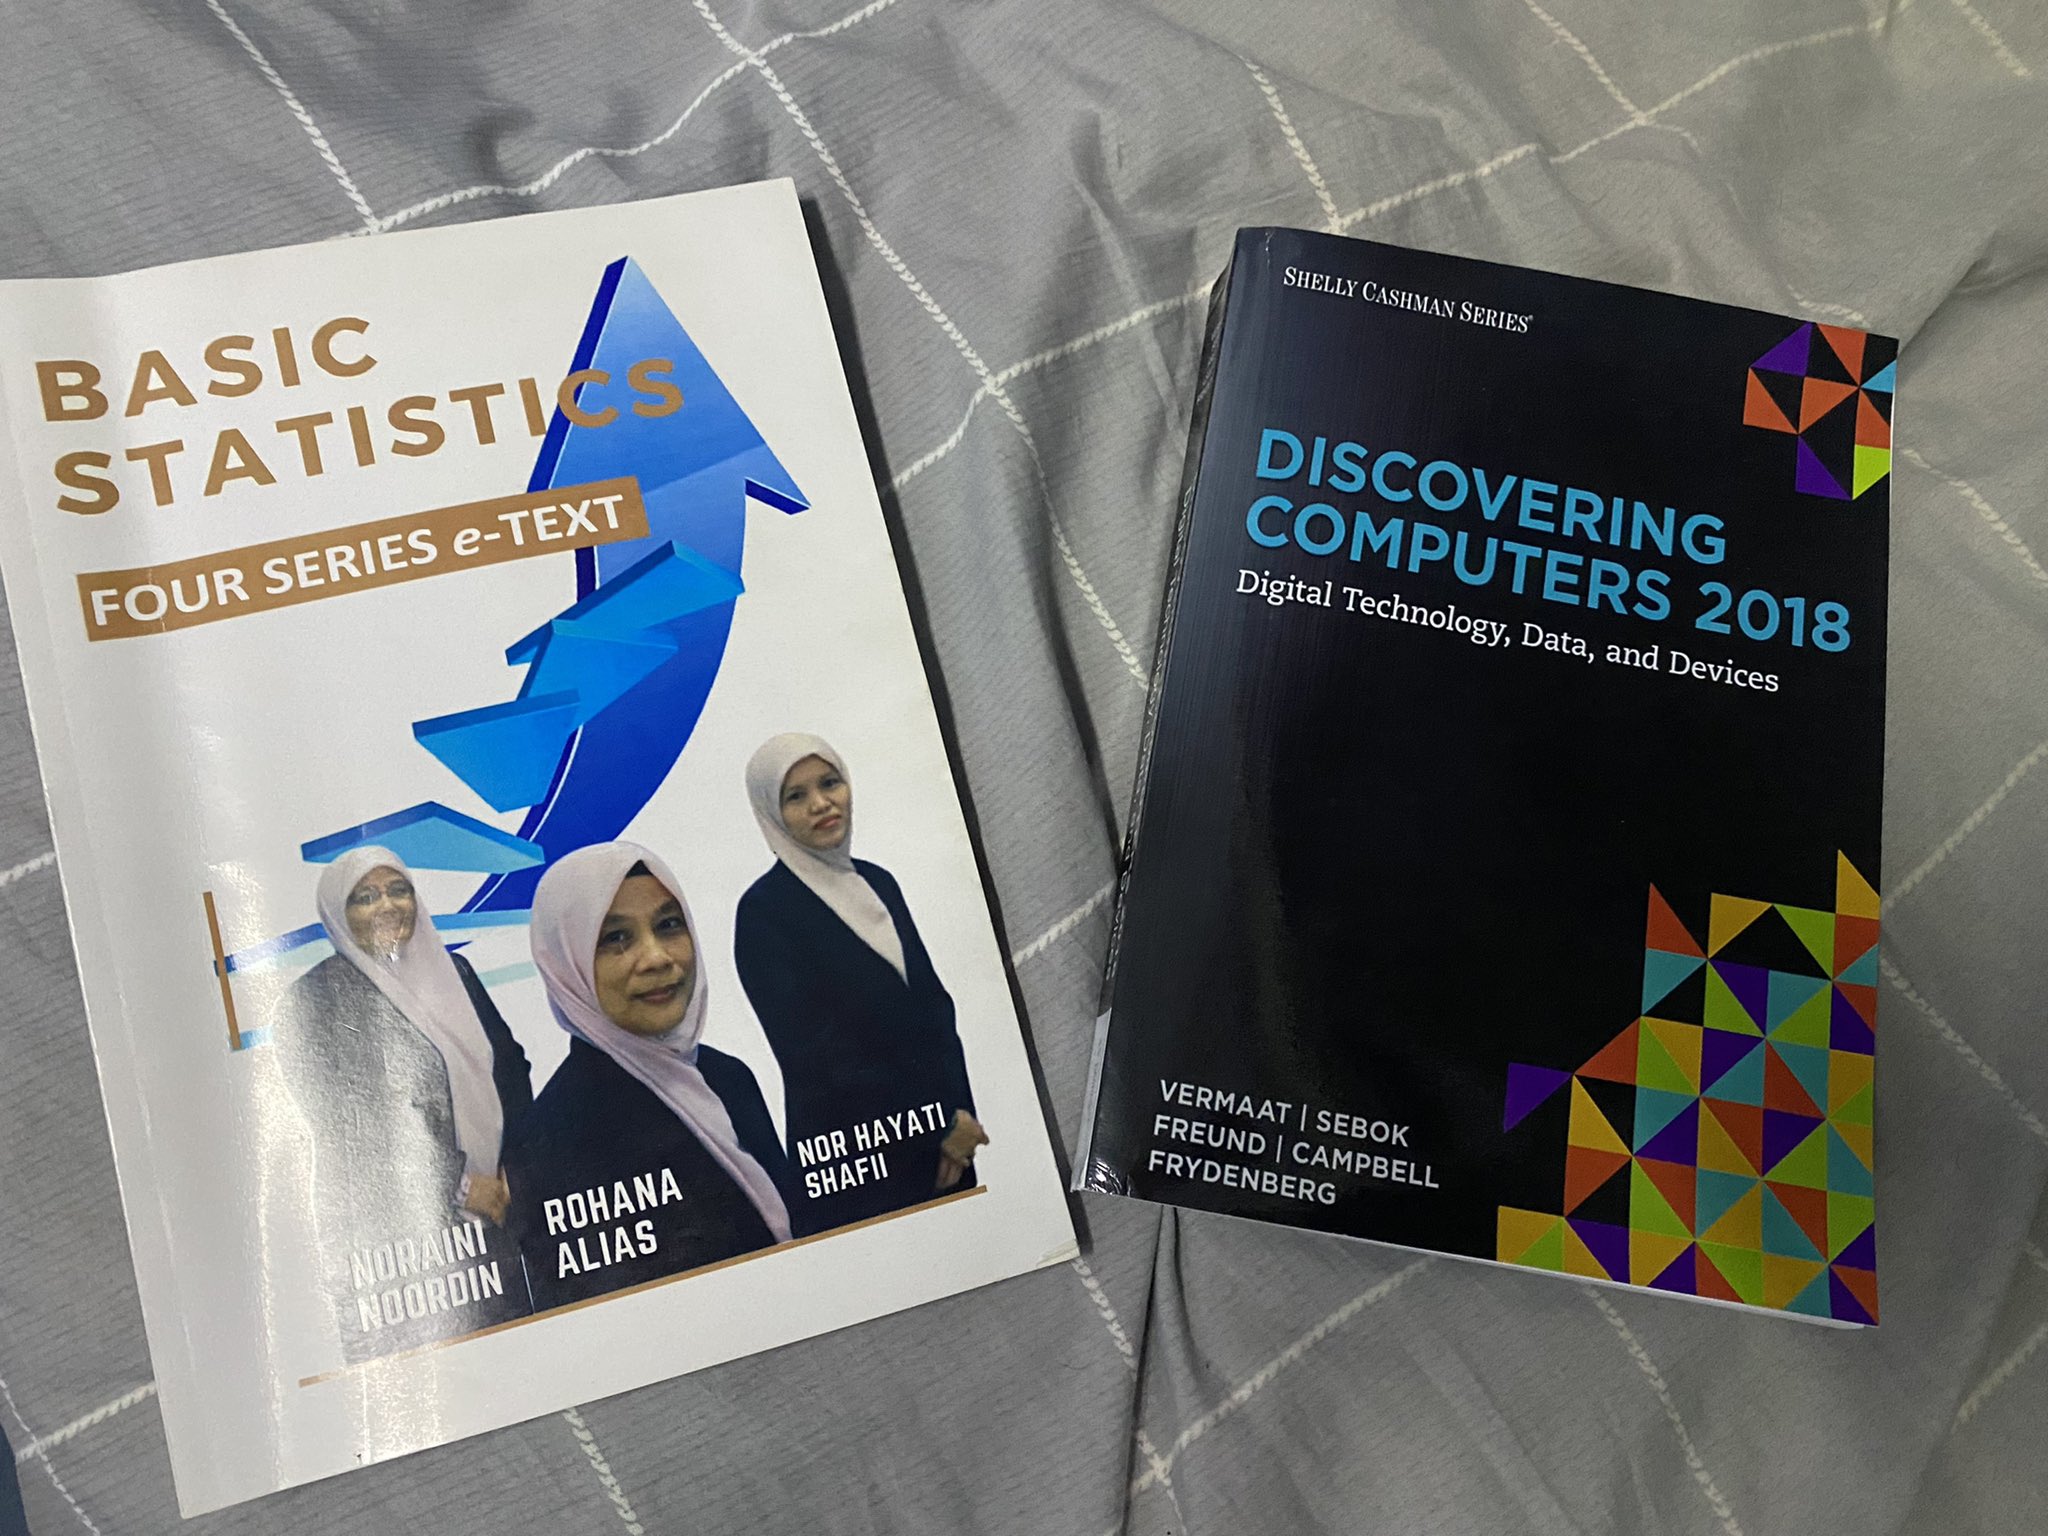 BASIC
STATISTICS
FOUR SERIES e-TEXT
NORAINI
NOORDIN
ROHANA
ALIAS
NOR HAYATI
SHAFII
SHELLY CASHMAN SERIES®
DISCOVERING
COMPUTERS 2018
Digital Technology, Data, and Devices
VERMAAT | SEBOK
FREUND | CAMPBELL
FRYDENBERG